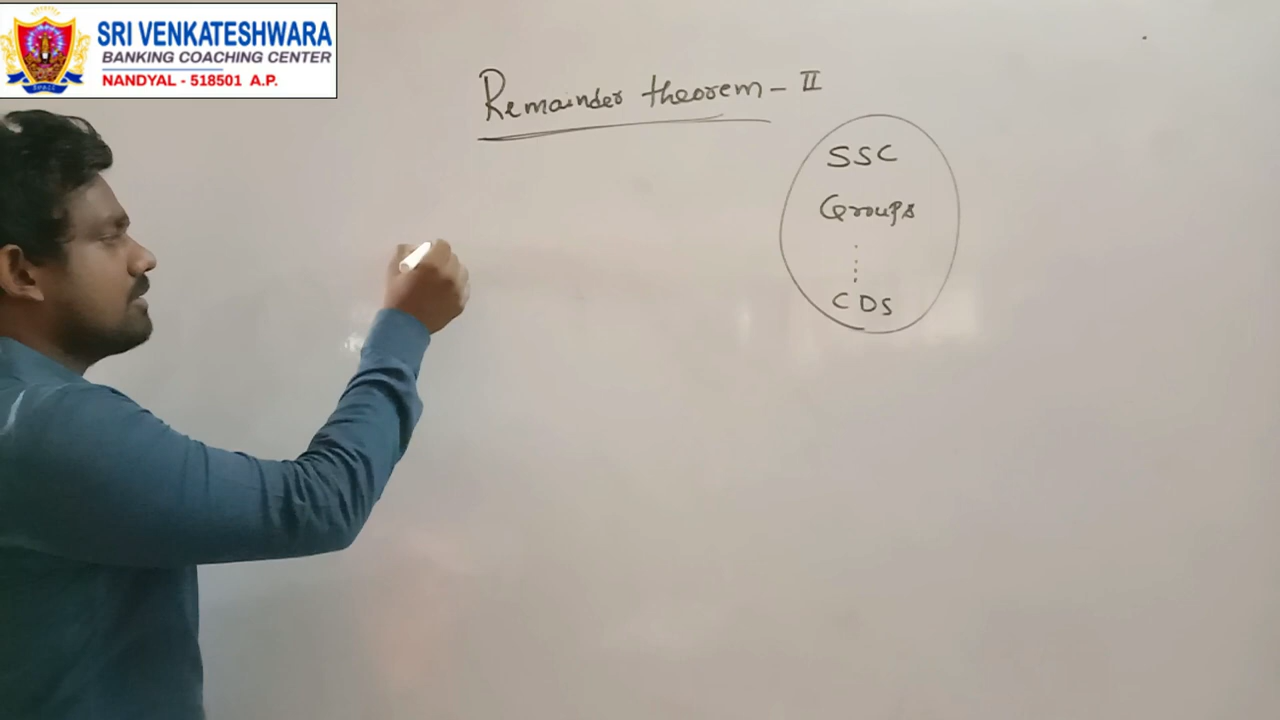 SRI VENKATESHWARA
BANKING COACHING CENTER
NANDYAL - 518501 A.P.
Remainder theorem - II
SSC
Groups
CDS